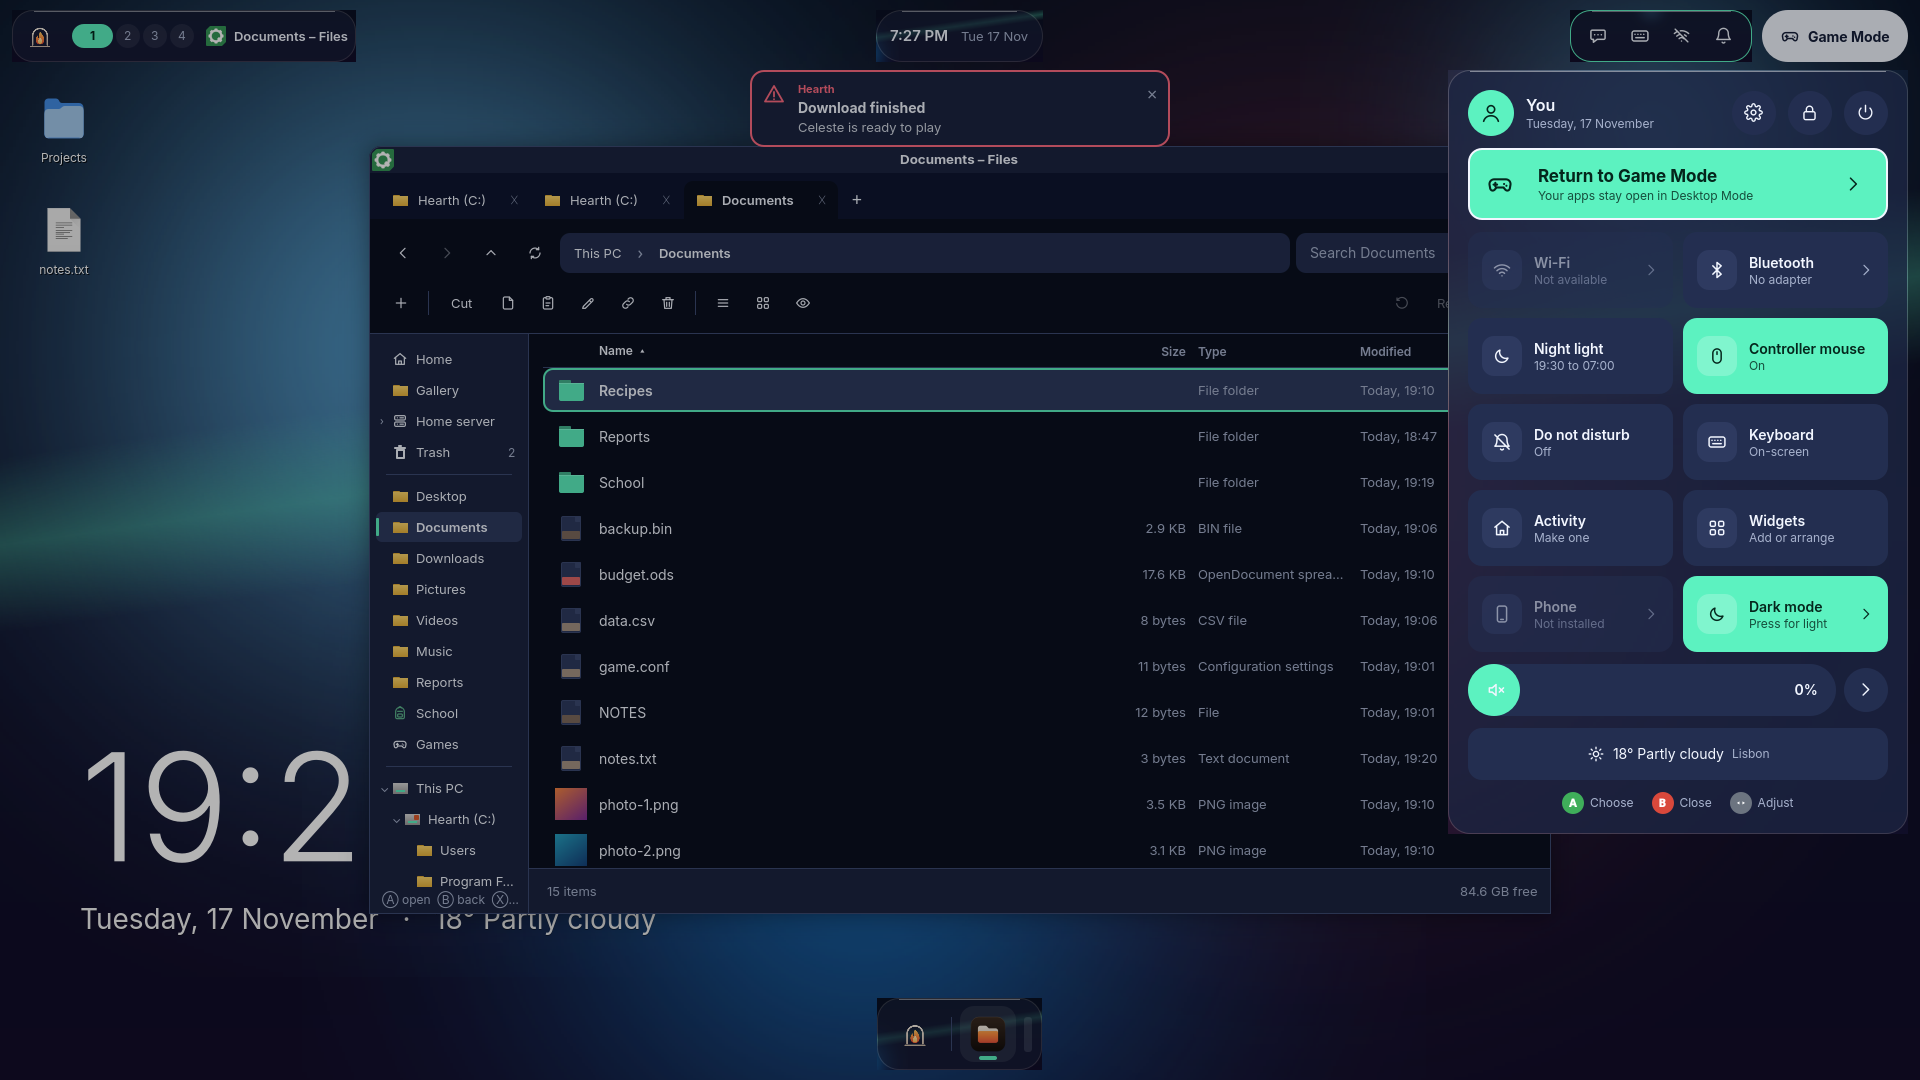 1 2 3 4 Documents – Files
7:27 PM Tue 17 Nov
Game Mode
Projects
notes.txt
Hearth
Download finished
Celeste is ready to play
Documents – Files
Hearth (C:) X
Hearth (C:) X
Documents X +
This PC › Documents
Search Documents
Cut
Home
Gallery
Home server
Trash 2
Desktop
Documents
Downloads
Pictures
Videos
Music
Reports
School
Games
This PC
Hearth (C:)
Users
Program F...
A open B back X...
Name Size Type Modified
Recipes File folder Today, 19:10
Reports File folder Today, 18:47
School File folder Today, 19:19
backup.bin 2.9 KB BIN file Today, 19:06
budget.ods 17.6 KB OpenDocument sprea... Today, 19:10
data.csv 8 bytes CSV file Today, 19:06
game.conf 11 bytes Configuration settings Today, 19:01
NOTES 12 bytes File Today, 19:01
notes.txt 3 bytes Text document Today, 19:20
photo-1.png 3.5 KB PNG image Today, 19:10
photo-2.png 3.1 KB PNG image Today, 19:10
15 items 84.6 GB free
You
Tuesday, 17 November
Return to Game Mode
Your apps stay open in Desktop Mode
Wi-Fi
Not available
Bluetooth
No adapter
Night light
19:30 to 07:00
Controller mouse
On
Do not disturb
Off
Keyboard
On-screen
Activity
Make one
Widgets
Add or arrange
Phone
Not installed
Dark mode
Press for light
0%
18° Partly cloudy Lisbon
A Choose B Close Adjust
19:2
Tuesday, 17 November · 18° Partly cloudy